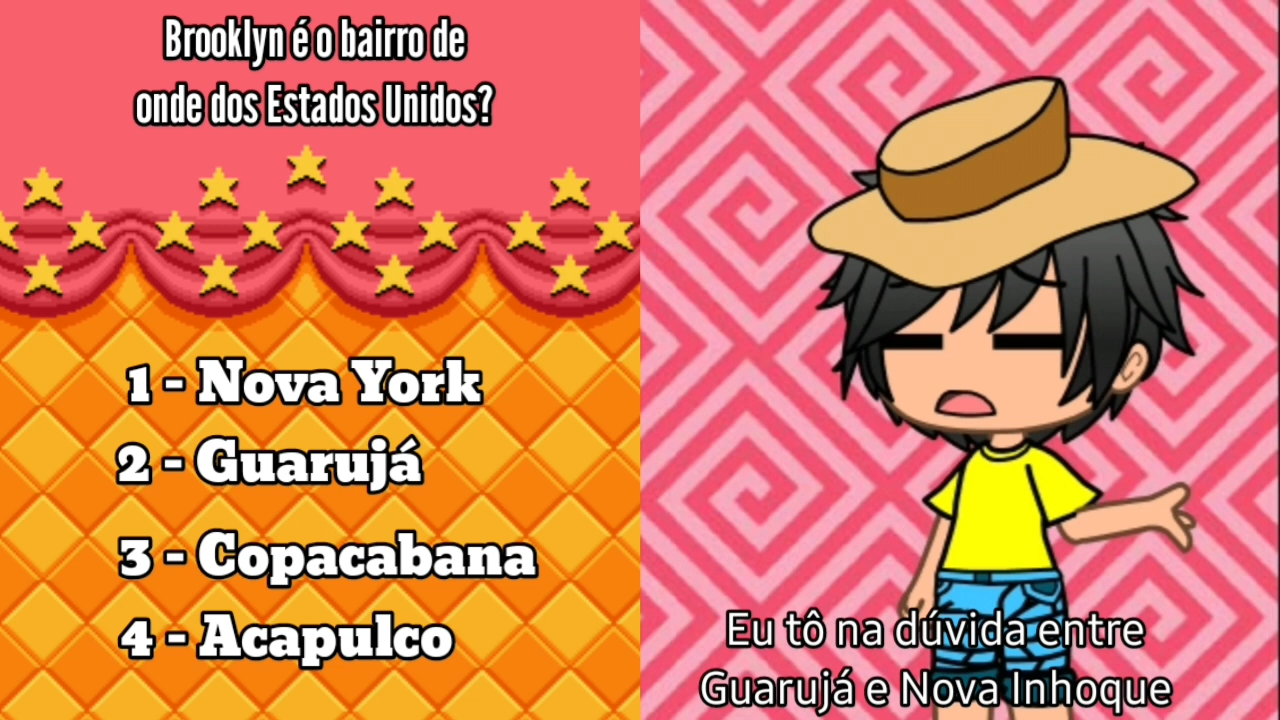 Brooklyn é o bairro de
onde dos Estados Unidos?
1 - Nova York
2 - Guarujá
3 - Copacabana
4 - Acapulco
Eu tô na dúvida entre
Guarujá e Nova Inhoque